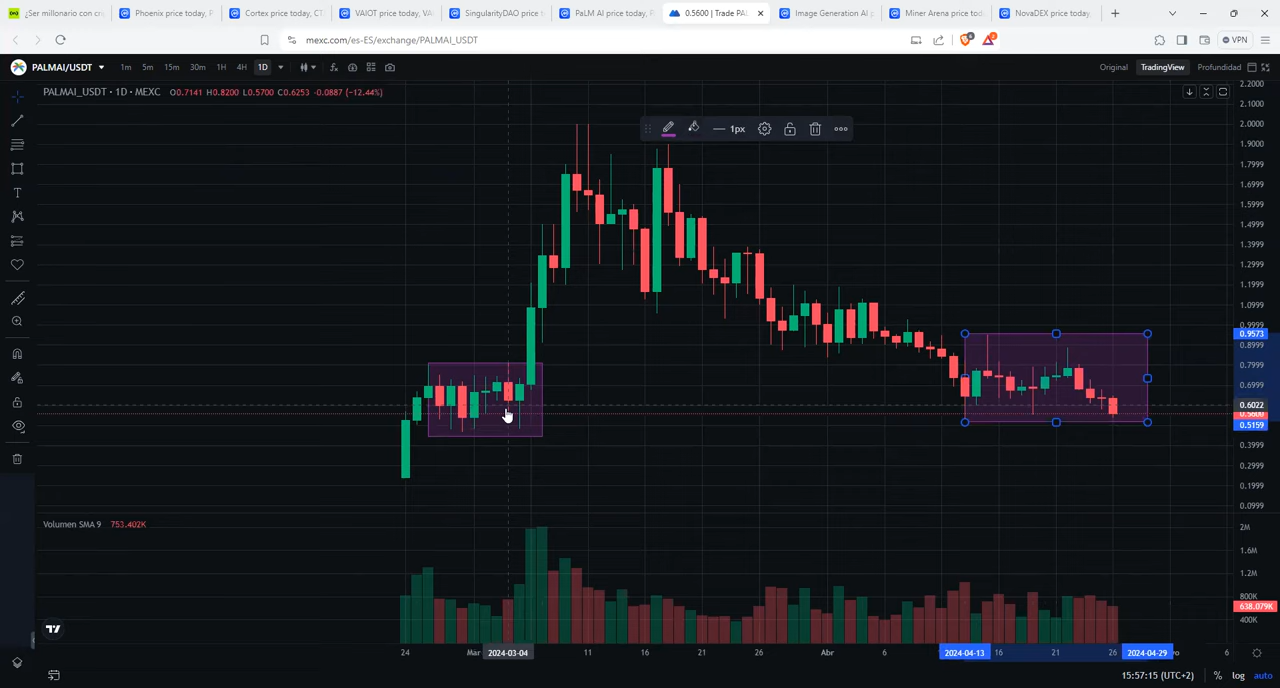 ¿Ser millonario con cri
Phoenix price today, P
Cortex price today, CT
VAIOT price today, VA
SingularityDAO price to
PaLM AI price today, P
0.5600 | Trade PAL
Image Generation AI p
Miner Arena price tod
NovaDEX price today
mexc.com/es-ES/exchange/PALMAI_USDT
VPN
PALMAI/USDT
1m 5m 15m 30m 1H 4H 1D
Original TradingView Profundidad
PALMAI_USDT · 1D · MEXC O0.7141 H0.8200 L0.5700 C0.6253 -0.0887 (−12.44%)
1px
2.2000
2.1000
2.0000
1.9000
1.7999
1.6999
1.5999
1.4999
1.3999
1.2999
1.1999
1.0999
0.9999
0.9573
0.8999
0.7999
0.6999
0.6022
0.5600
0.5159
0.3999
0.2999
0.1999
0.0999
Volumen SMA 9 753.402K
2M
1.6M
1.2M
800K
638.079K
400K
24 Mar 2024-03-04 11 16 21 26 Abr 6 2024-04-13 16 21 26 2024-04-29 yo 6
15:57:15 (UTC+2) % log auto